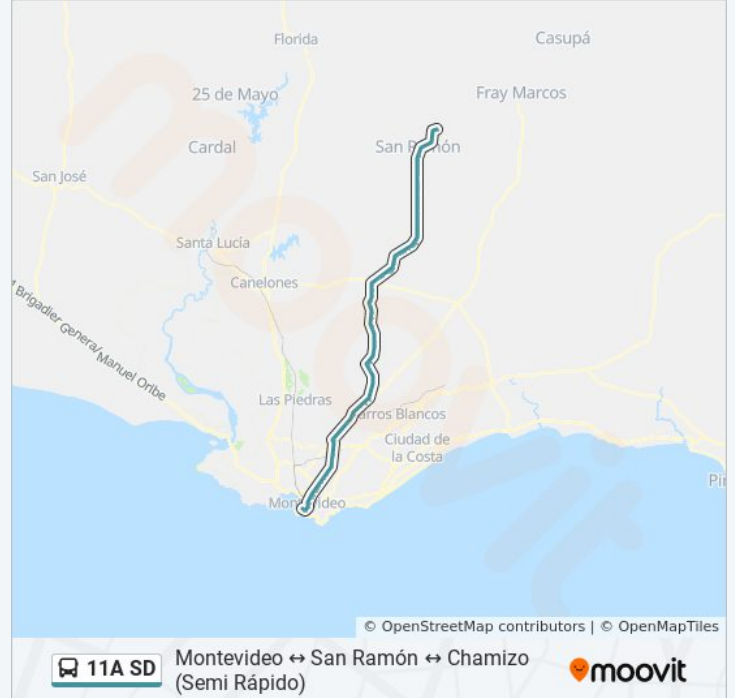 Florida
Casupá
25 de Mayo
Fray Marcos
Cardal
San Ramón
San José
Santa Lucía
Canelones
Brigadier General Manuel Oribe
Las Piedras
arros Blancos
Ciudad de
la Costa
Pi
Montevideo
moovit
© OpenStreetMap contributors | © OpenMapTiles
11A SD
Montevideo ↔ San Ramón ↔ Chamizo
(Semi Rápido)
moovit